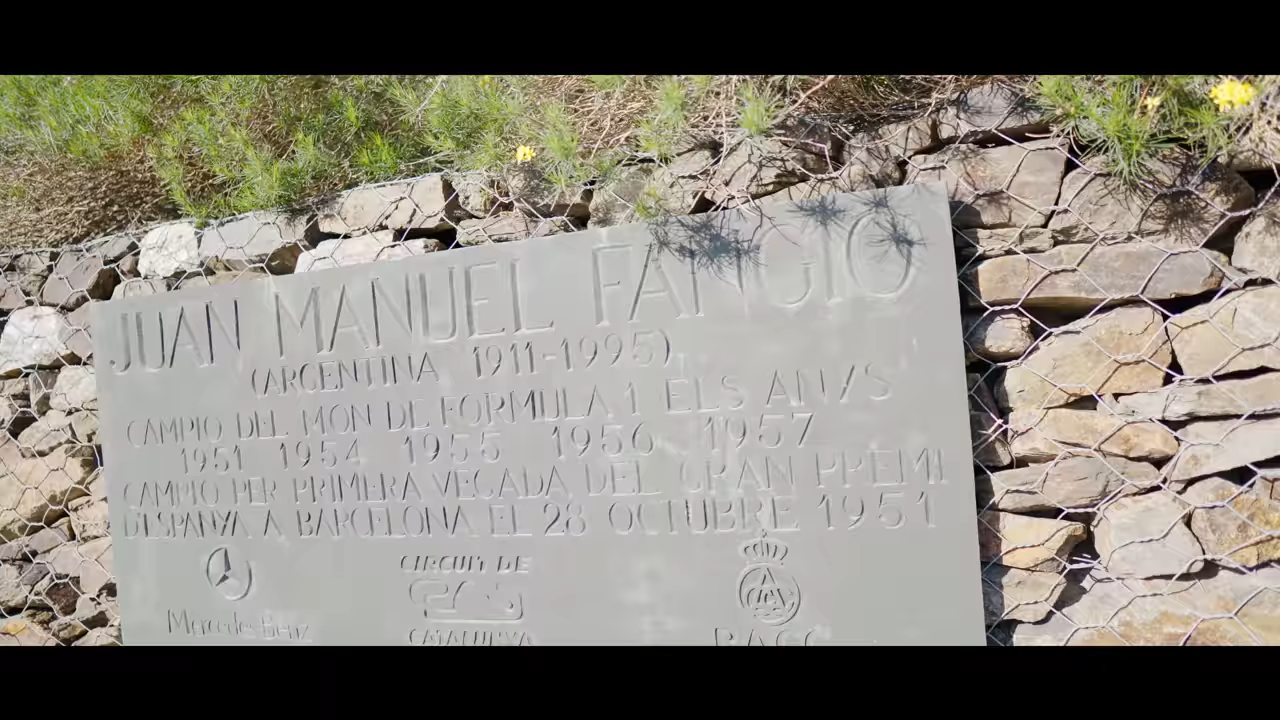 JUAN MANUEL FANGIO
(ARGENTINA 1911-1995)
CAMPIO DEL MON DE FORMULA 1 ELS ANYS
1951 1954 1955 1956 1957
CAMPIO PER PRIMERA VEGADA DEL GRAN PREMI
D'ESPANYA A BARCELONA EL 28 OCTUBRE 1951
Mercedes-Benz
CIRCUIT DE
CATALUNYA
RACC